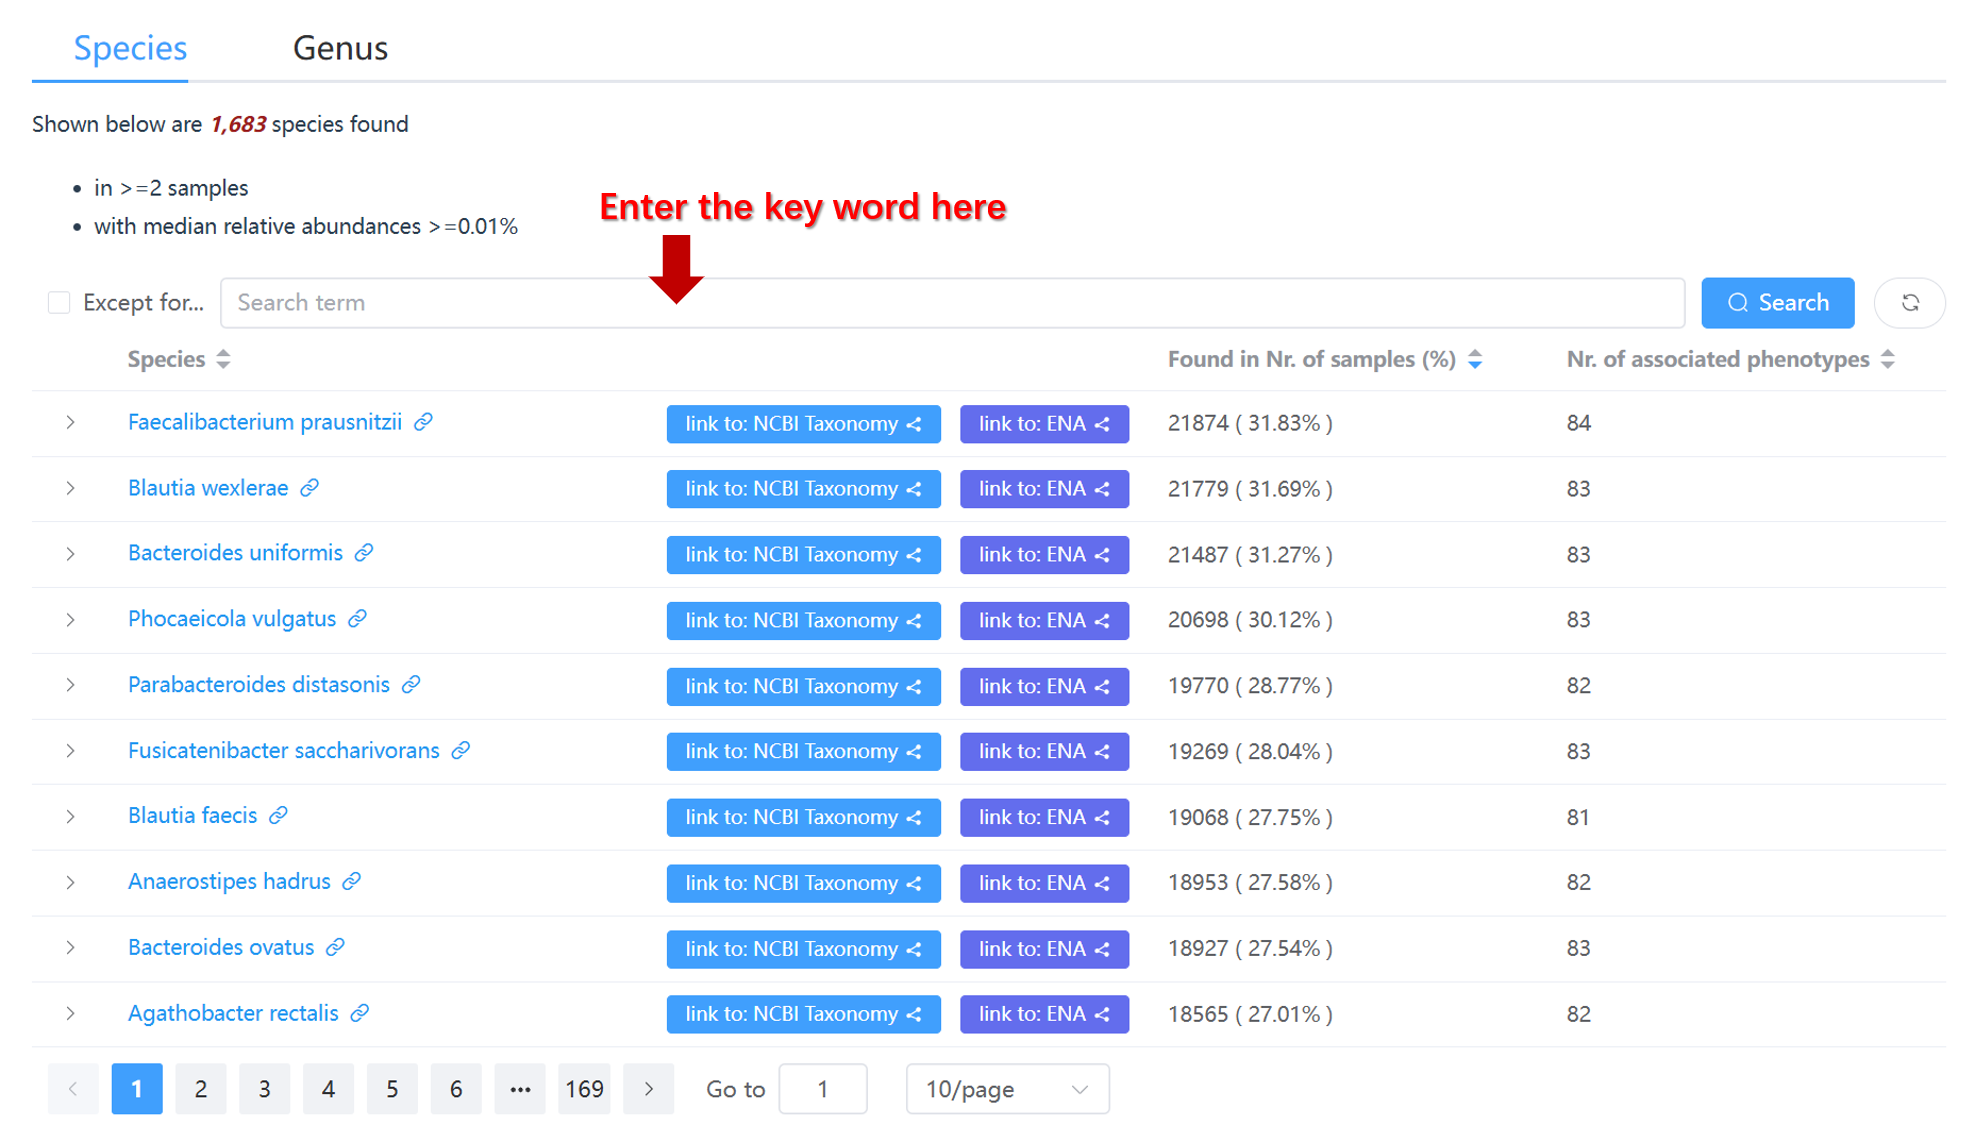 Species Genus
Shown below are 1,683 species found
• in >=2 samples
• with median relative abundances >=0.01%
Enter the key word here
Except for... Search term Search
Species Found in Nr. of samples (%) Nr. of associated phenotypes
Faecalibacterium prausnitzii link to: NCBI Taxonomy link to: ENA 21874 ( 31.83% ) 84
Blautia wexlerae link to: NCBI Taxonomy link to: ENA 21779 ( 31.69% ) 83
Bacteroides uniformis link to: NCBI Taxonomy link to: ENA 21487 ( 31.27% ) 83
Phocaeicola vulgatus link to: NCBI Taxonomy link to: ENA 20698 ( 30.12% ) 83
Parabacteroides distasonis link to: NCBI Taxonomy link to: ENA 19770 ( 28.77% ) 82
Fusicatenibacter saccharivorans link to: NCBI Taxonomy link to: ENA 19269 ( 28.04% ) 83
Blautia faecis link to: NCBI Taxonomy link to: ENA 19068 ( 27.75% ) 81
Anaerostipes hadrus link to: NCBI Taxonomy link to: ENA 18953 ( 27.58% ) 82
Bacteroides ovatus link to: NCBI Taxonomy link to: ENA 18927 ( 27.54% ) 83
Agathobacter rectalis link to: NCBI Taxonomy link to: ENA 18565 ( 27.01% ) 82
1 2 3 4 5 6 ••• 169 Go to 1 10/page